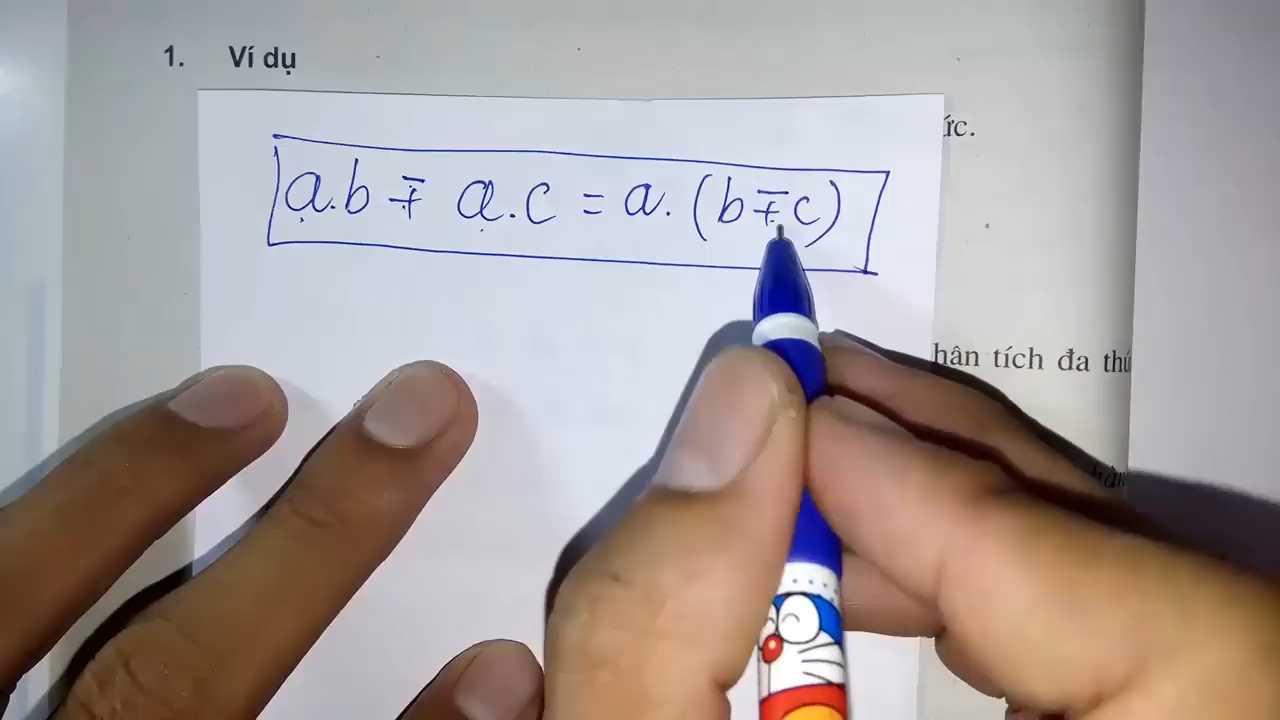 1. Ví dụ
ức.
a.b ∓ a.c = a.(b∓c)
hân tích đa thứ